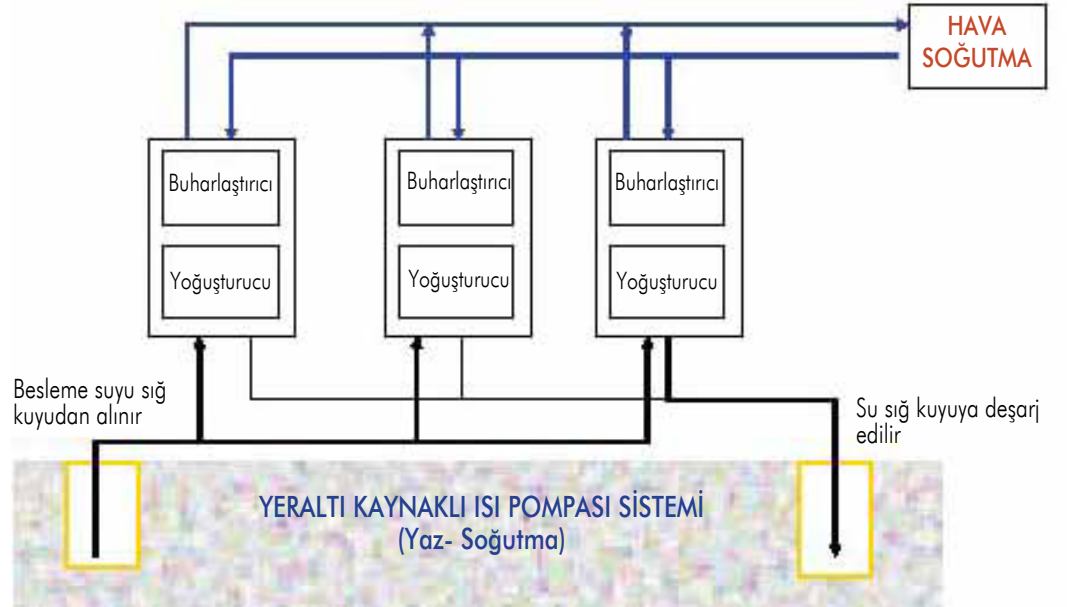 HAVA
SOĞUTMA
Buharlaştırıcı
Buharlaştırıcı
Buharlaştırıcı
Yoğuşturucu
Yoğuşturucu
Yoğuşturucu
Besleme suyu sığ
kuyudan alınır
Su sığ kuyuya deşarj
edilir
YERALTI KAYNAKLI ISI POMPASI SİSTEMİ
(Yaz- Soğutma)